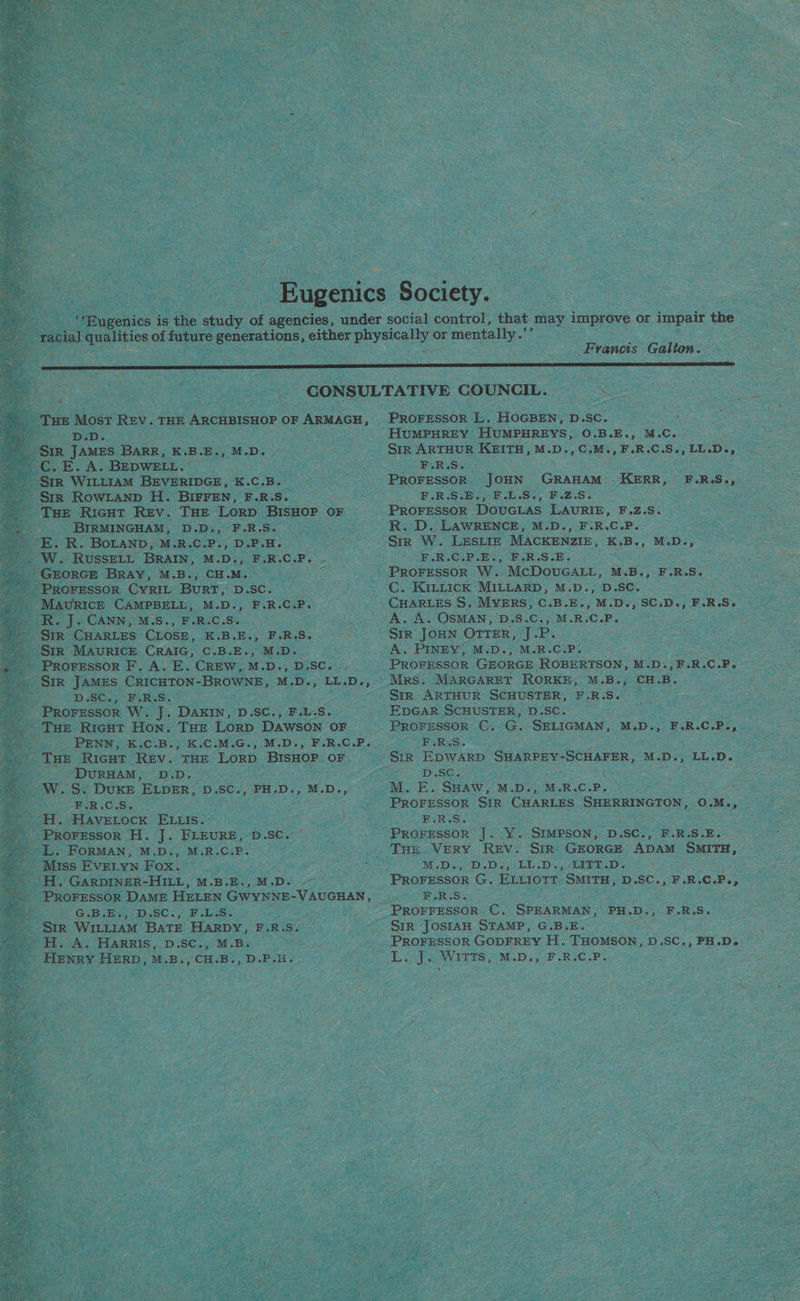 Eugenics Society.
‘‘Eugenics is the study of agencies, under social control, that may improve or impair the
racial qualities of future generations, either physically or mentally.’’
Francis Galton.
CONSULTATIVE COUNCIL.
THE MOST REV. THE ARCHBISHOP OF ARMAGH,
D.D.
SIR JAMES BARR, K.B.E., M.D.
C. E. A. BEDWELL.
SIR WILLIAM BEVERIDGE, K.C.B.
SIR ROWLAND H. BIFFEN, F.R.S.
THE RIGHT REV. THE LORD BISHOP OF
BIRMINGHAM, D.D., F.R.S.
E. R. BOLAND, M.R.C.P., D.P.H.
W. RUSSELL BRAIN, M.D., F.R.C.P.
GEORGE BRAY, M.B., CH.M.
PROFESSOR CYRIL BURT, D.SC.
MAURICE CAMPBELL, M.D., F.R.C.P.
R. J. CANN, M.S., F.R.C.S.
SIR CHARLES CLOSE, K.B.E., F.R.S.
SIR MAURICE CRAIG, C.B.E., M.D.
PROFESSOR F. A. E. CREW, M.D., D.SC.
SIR JAMES CRICHTON-BROWNE, M.D., LL.D.,
D.SC., F.R.S.
PROFESSOR W. J. DAKIN, D.SC., F.L.S.
THE RIGHT HON. THE LORD DAWSON OF
PENN, K.C.B., K.C.M.G., M.D., F.R.C.P.
THE RIGHT REV. THE LORD BISHOP OF
DURHAM, D.D.
W. S. DUKE ELDER, D.SC., PH.D., M.D.,
F.R.C.S.
H. HAVELOCK ELLIS.
PROFESSOR H. J. FLEURE, D.SC.
L. FORMAN, M.D., M.R.C.P.
MISS EVELYN FOX.
H. GARDINER-HILL, M.B.E., M.D.
PROFESSOR DAME HELEN GWYNNE-VAUGHAN,
G.B.E., D.SC., F.L.S.
SIR WILLIAM BATE HARDY, F.R.S.
H. A. HARRIS, D.SC., M.B.
HENRY HERD, M.B., CH.B., D.P.H.
PROFESSOR L. HOGBEN, D.SC.
HUMPHREY HUMPHREYS, O.B.E., M.C.
SIR ARTHUR KEITH, M.D., C.M., F.R.C.S., LL.D.,
F.R.S.
PROFESSOR JOHN GRAHAM KERR, F.R.S.,
F.R.S.E., F.L.S., F.Z.S.
PROFESSOR DOUGLAS LAURIE, F.Z.S.
R. D. LAWRENCE, M.D., F.R.C.P.
SIR W. LESLIE MACKENZIE, K.B., M.D.,
F.R.C.P.E., F.R.S.E.
PROFESSOR W. MCDOUGALL, M.B., F.R.S.
C. KILLICK MILLARD, M.D., D.SC.
CHARLES S. MYERS, C.B.E., M.D., SC.D., F.R.S.
A. A. OSMAN, D.S.C., M.R.C.P.
SIR JOHN OTTER, J.P.
A. PINEY, M.D., M.R.C.P.
PROFESSOR GEORGE ROBERTSON, M.D., F.R.C.P.
MRS. MARGARET RORKE, M.B., CH.B.
SIR ARTHUR SCHUSTER, F.R.S.
EDGAR SCHUSTER, D.SC.
PROFESSOR C. G. SELIGMAN, M.D., F.R.C.P.,
F.R.S.
SIR EDWARD SHARPEY-SCHAFER, M.D., LL.D.
D.SC.
M. E. SHAW, M.D., M.R.C.P.
PROFESSOR SIR CHARLES SHERRINGTON, O.M.,
F.R.S.
PROFESSOR J. Y. SIMPSON, D.SC., F.R.S.E.
THE VERY REV. SIR GEORGE ADAM SMITH,
M.D., D.D., LL.D., LITT.D.
PROFESSOR G. ELLIOTT SMITH, D.SC., F.R.C.P.,
F.R.S.
PROFFESSOR C. SPEARMAN, PH.D., F.R.S.
SIR JOSIAH STAMP, G.B.E.
PROFESSOR GODFREY H. THOMSON, D.SC., PH.D.
L. J. WITTS, M.D., F.R.C.P.